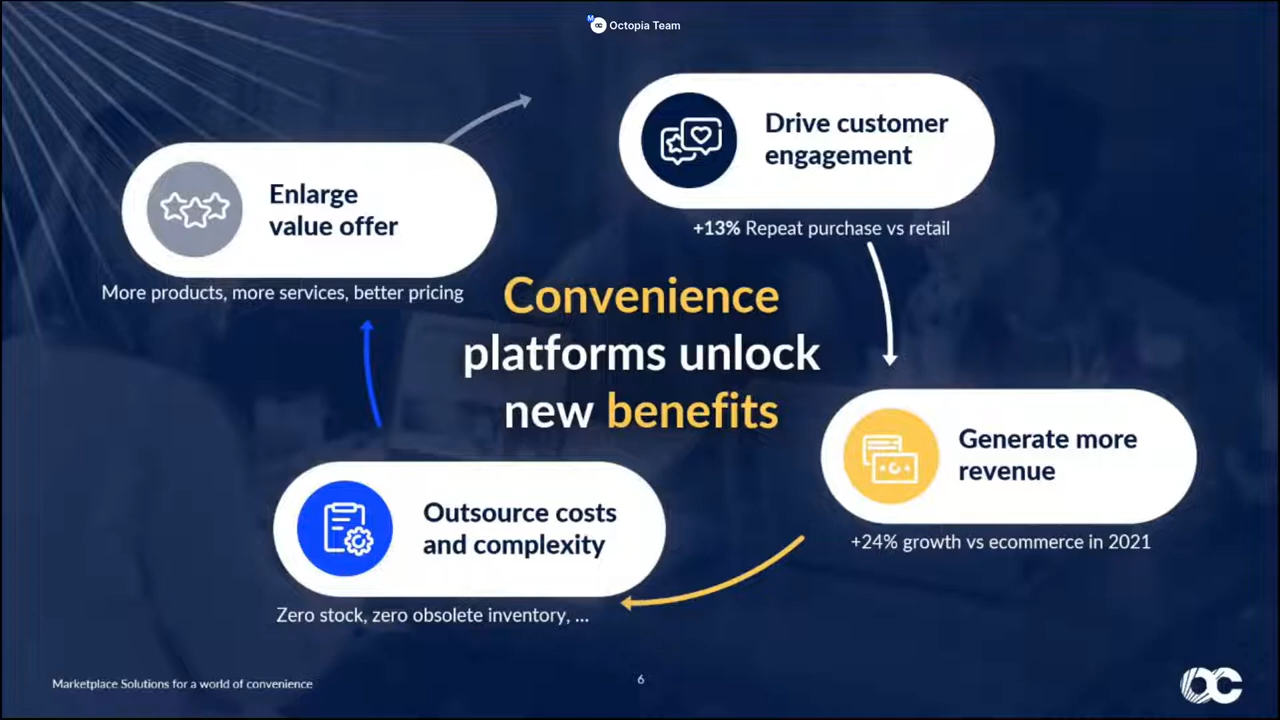 Octopia Team
Drive customer
engagement
+13% Repeat purchase vs retail
Enlarge
value offer
More products, more services, better pricing
Convenience
platforms unlock
new benefits
Generate more
revenue
+24% growth vs ecommerce in 2021
Outsource costs
and complexity
Zero stock, zero obsolete inventory, ...
Marketplace Solutions for a world of convenience
6
OC